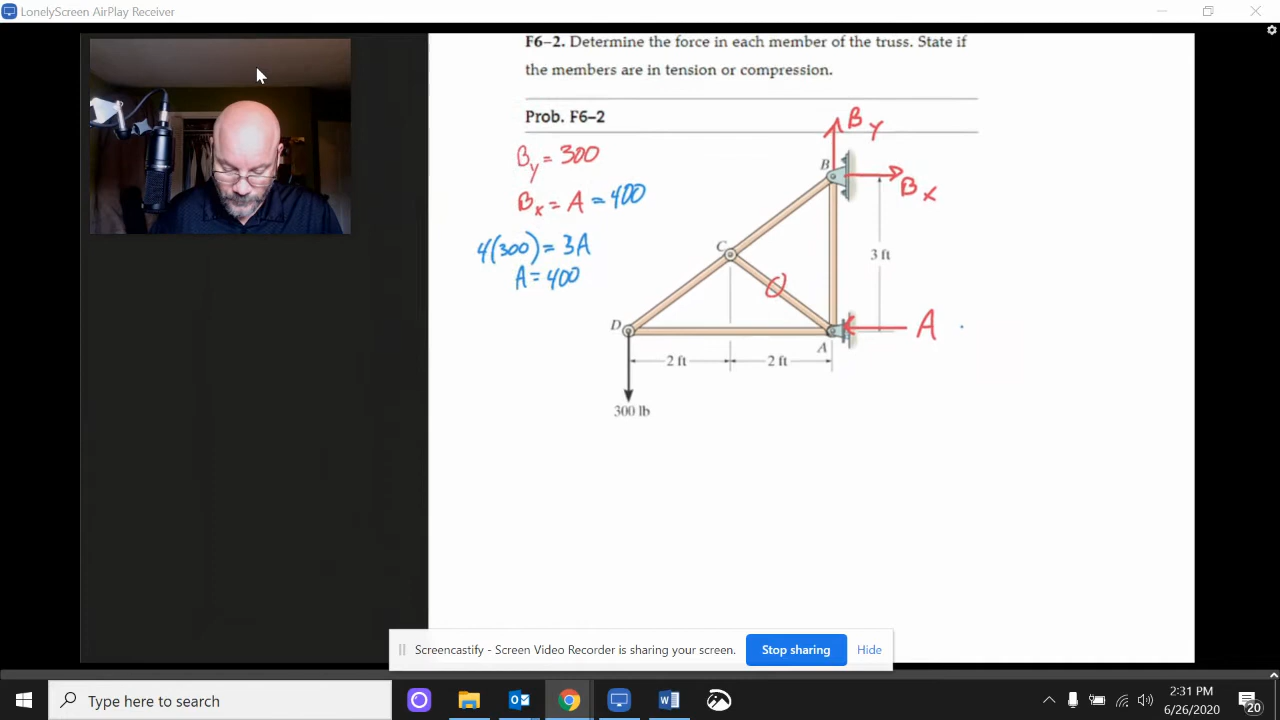 LonelyScreen AirPlay Receiver
F6–2. Determine the force in each member of the truss. State if
the members are in tension or compression.
Prob. F6–2
By = 300
Bx = A = 400
4(300) = 3A
A = 400
By
B
Bx
C
3 ft
0
D
A
A
2 ft
2 ft
300 lb
Screencastify - Screen Video Recorder is sharing your screen.
Stop sharing
Hide
Type here to search
2:31 PM
6/26/2020
20